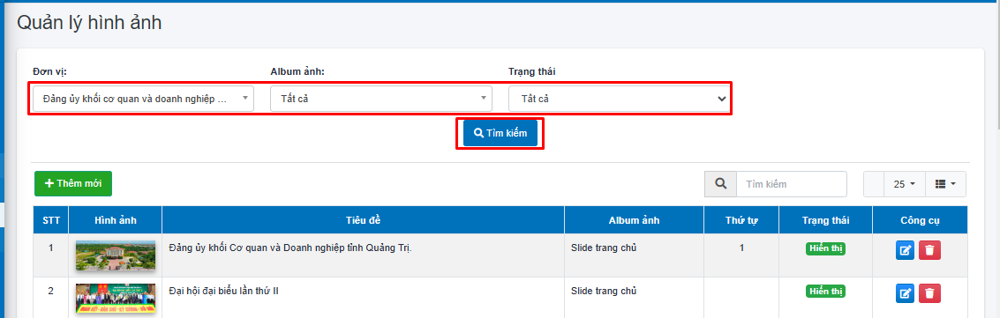 Quản lý hình ảnh
Đơn vị: Album ảnh: Trạng thái
Đảng ủy khối cơ quan và doanh nghiệp ... Tất cả Tất cả
Tìm kiếm
Thêm mới Tìm kiếm 25
STT Hình ảnh Tiêu đề Album ảnh Thứ tự Trạng thái Công cụ
1 Đảng ủy khối Cơ quan và Doanh nghiệp tỉnh Quảng Trị. Slide trang chủ 1 Hiển thị
2 Đại hội đại biểu lần thứ II Slide trang chủ Hiển thị